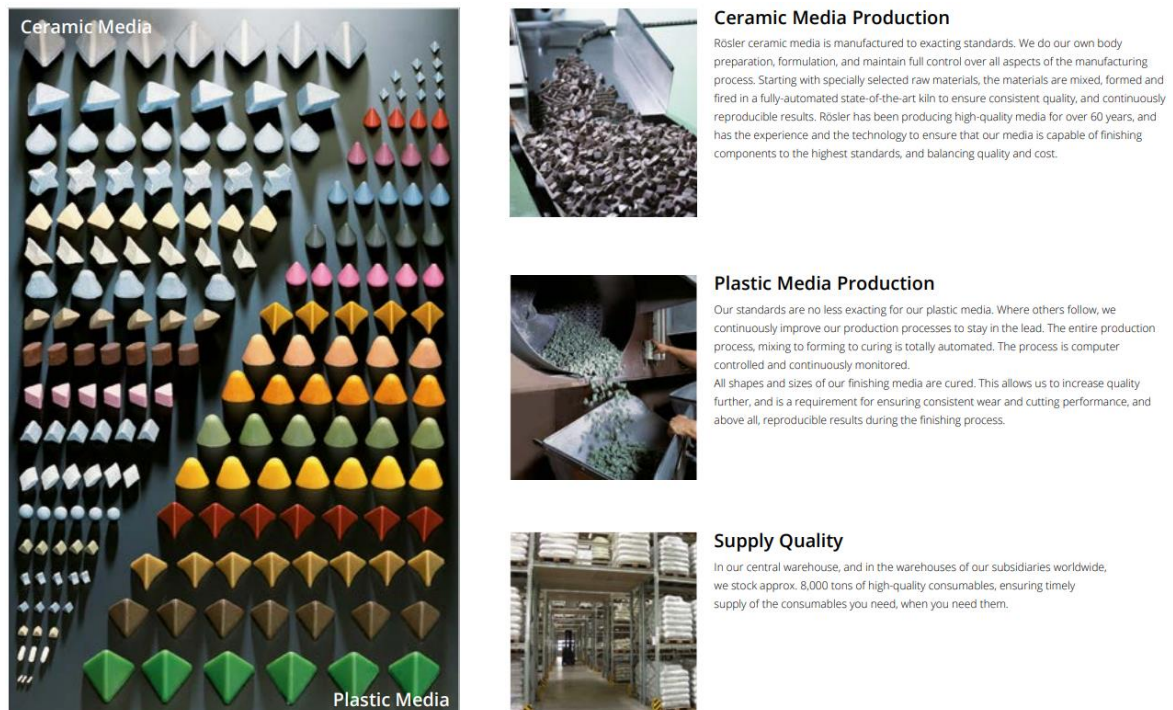 Ceramic Media
Plastic Media
Ceramic Media Production
Rösler ceramic media is manufactured to exacting standards. We do our own body
preparation, formulation, and maintain full control over all aspects of the manufacturing
process. Starting with specially selected raw materials, the materials are mixed, formed and
fired in a fully-automated state-of-the-art kiln to ensure consistent quality, and continuously
reproducible results. Rösler has been producing high-quality media for over 60 years, and
has the experience and the technology to ensure that our media is capable of finishing
components to the highest standards, and balancing quality and cost.
Plastic Media Production
Our standards are no less exacting for our plastic media. Where others follow, we
continuously improve our production processes to stay in the lead. The entire production
process, mixing to forming to curing is totally automated. The process is computer
controlled and continuously monitored.
All shapes and sizes of our finishing media are cured. This allows us to increase quality
further, and is a requirement for ensuring consistent wear and cutting performance, and
above all, reproducible results during the finishing process.
Supply Quality
In our central warehouse, and in the warehouses of our subsidiaries worldwide,
we stock approx. 8,000 tons of high-quality consumables, ensuring timely
supply of the consumables you need, when you need them.